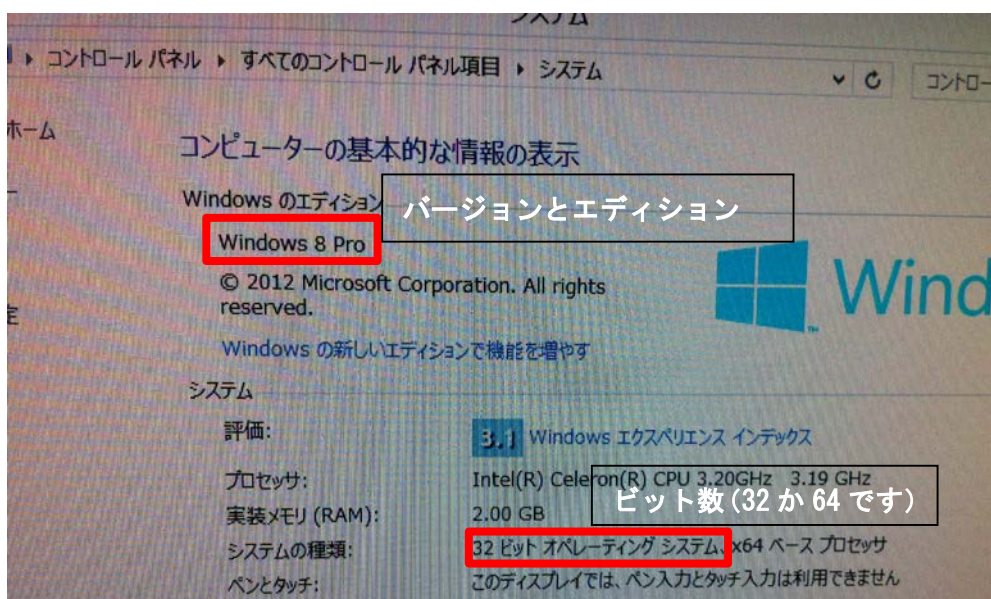 システム
コントロール パネル ▸ すべてのコントロール パネル項目 ▸ システム
コントロー
ホーム
コンピューターの基本的な情報の表示
Windows のエディション
バージョンとエディション
Windows 8 Pro
© 2012 Microsoft Corporation. All rights
reserved.
Wind
定
Windows の新しいエディションで機能を増やす
システム
評価:
3.1 Windows エクスペリエンス インデックス
プロセッサ:
Intel(R) Celeron(R) CPU 3.20GHz 3.19 GHz
ビット数(32か64です)
実装メモリ (RAM):
2.00 GB
システムの種類:
32 ビット オペレーティング システム、x64 ベース プロセッサ
ペンとタッチ:
このディスプレイでは、ペン入力とタッチ入力は利用できません